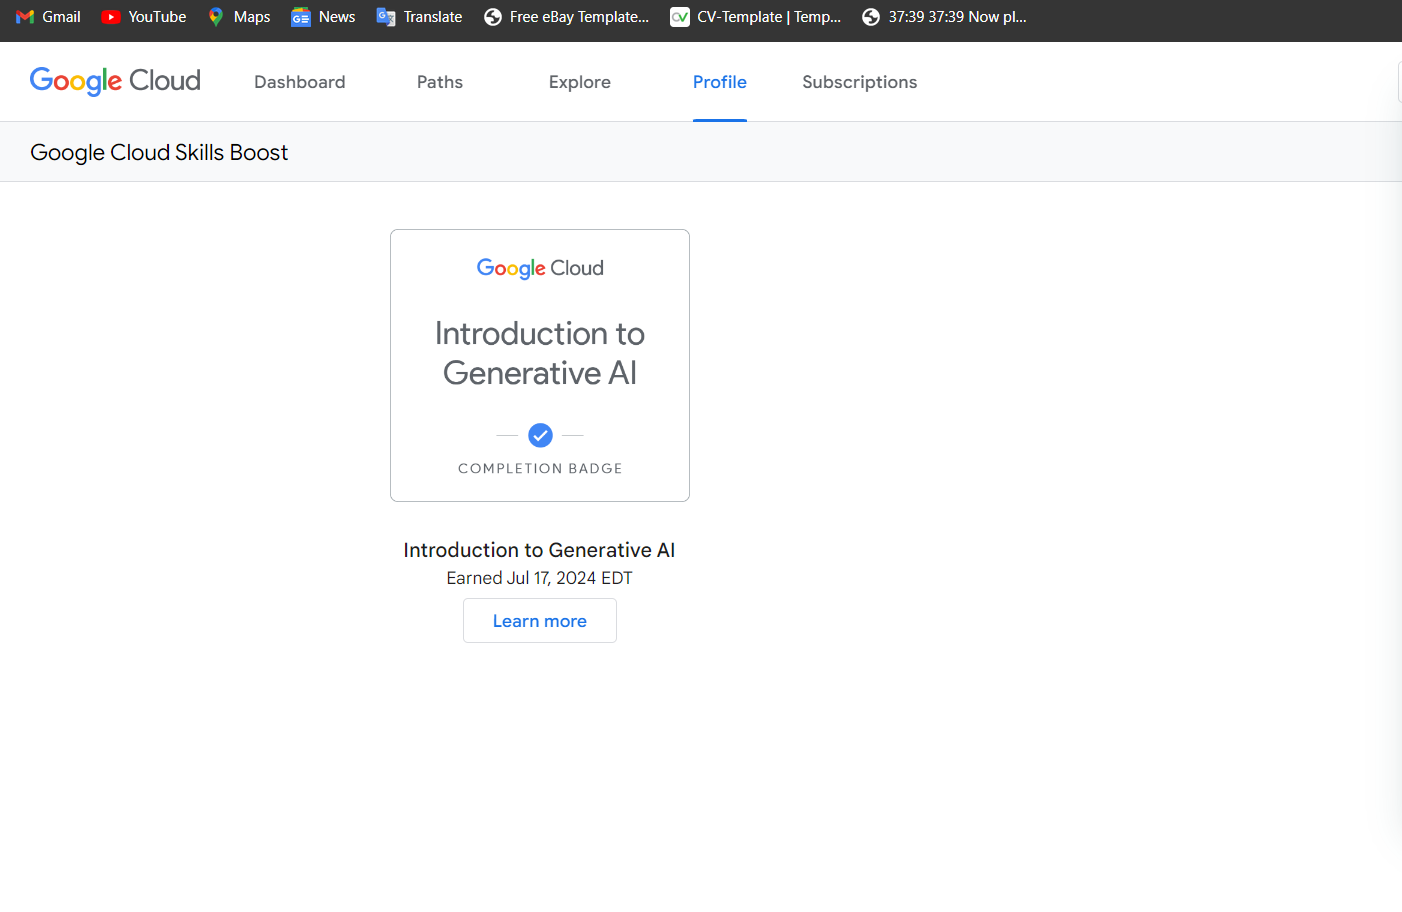 Gmail YouTube Maps News Translate Free eBay Template... CV-Template | Temp... 37:39 37:39 Now pl...
Google Cloud Dashboard Paths Explore Profile Subscriptions
Google Cloud Skills Boost
Google Cloud
Introduction to
Generative AI
COMPLETION BADGE
Introduction to Generative AI
Earned Jul 17, 2024 EDT
Learn more